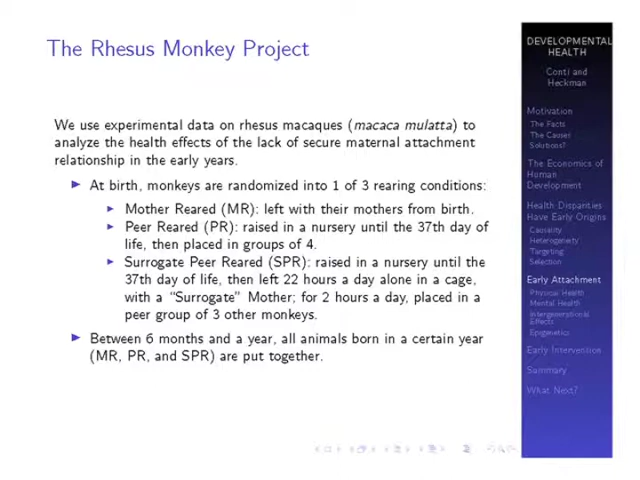 The Rhesus Monkey Project
We use experimental data on rhesus macaques (macaca mulatta) to
analyze the health effects of the lack of secure maternal attachment
relationship in the early years.
At birth, monkeys are randomized into 1 of 3 rearing conditions:
Mother Reared (MR): left with their mothers from birth.
Peer Reared (PR): raised in a nursery until the 37th day of
life, then placed in groups of 4.
Surrogate Peer Reared (SPR): raised in a nursery until the
37th day of life, then left 22 hours a day alone in a cage,
with a “Surrogate” Mother; for 2 hours a day, placed in a
peer group of 3 other monkeys.
Between 6 months and a year, all animals born in a certain year
(MR, PR, and SPR) are put together.
DEVELOPMENTAL
HEALTH
Conti and
Heckman
Motivation
The Facts
The Causes
Solutions?
The Economics of
Human
Development
Health Disparities
Have Early Origins
Causality
Heterogeneity
Targeting
Selection
Early Attachment
Physical Health
Mental Health
Intergenerational
Effects
Epigenetics
Early Intervention
Summary
What Next?